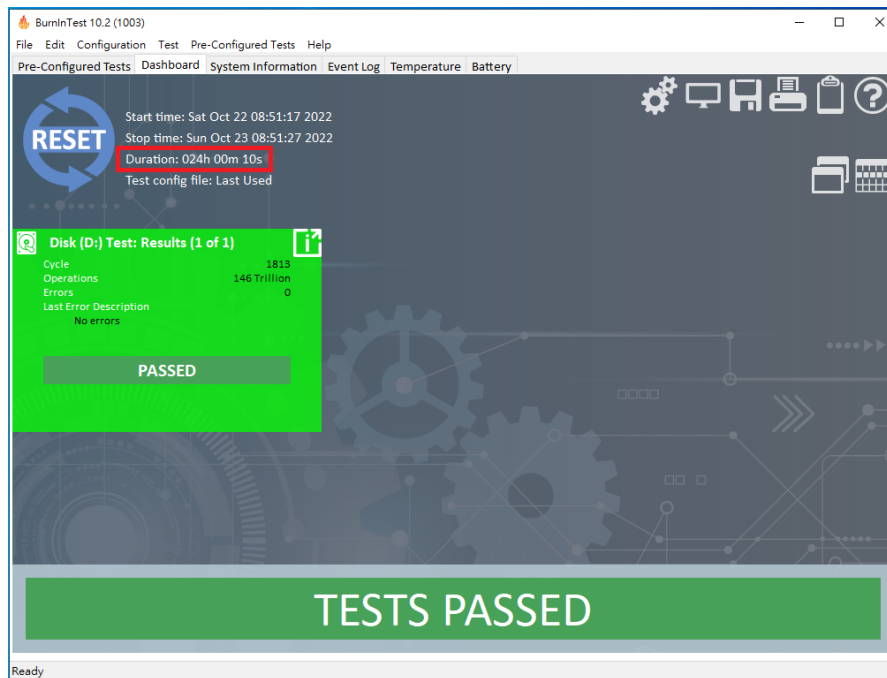 BurnInTest 10.2 (1003)
File Edit Configuration Test Pre-Configured Tests Help
Pre-Configured Tests Dashboard System Information Event Log Temperature Battery
RESET
Start time: Sat Oct 22 08:51:17 2022
Stop time: Sun Oct 23 08:51:27 2022
Duration: 024h 00m 10s
Test config file: Last Used
Disk (D:) Test: Results (1 of 1)
Cycle 1813
Operations 146 Trillion
Errors 0
Last Error Description
No errors
PASSED
TESTS PASSED
Ready